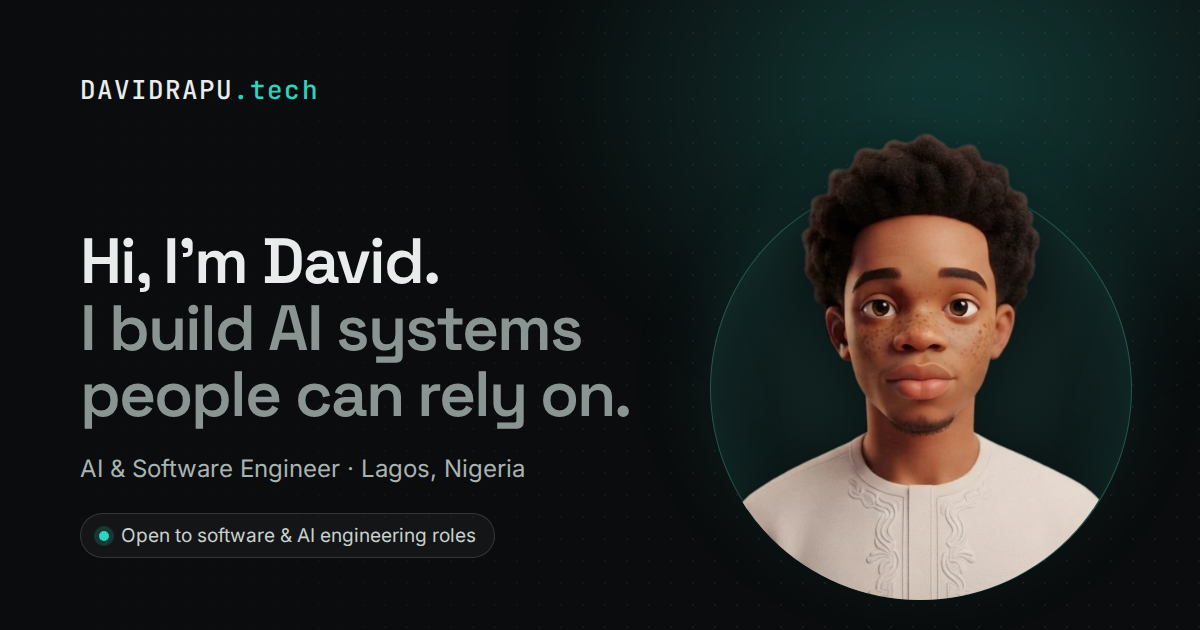 DAVIDRAPU.tech
Hi, I’m David.
I build AI systems
people can rely on.
AI & Software Engineer · Lagos, Nigeria
Open to software & AI engineering roles